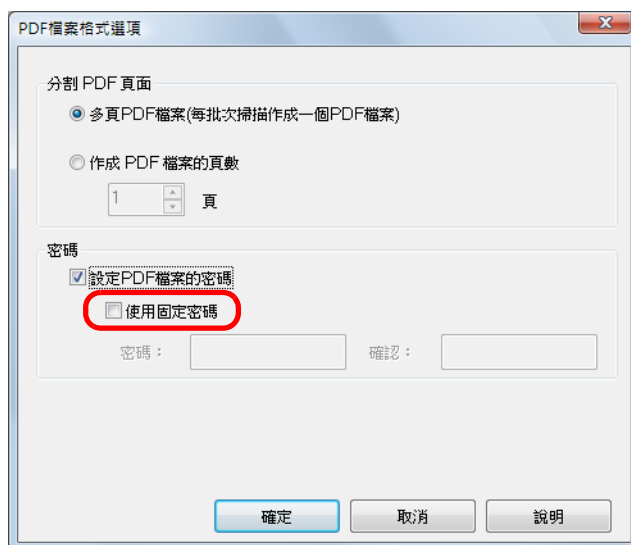 PDF檔案格式選項
分割 PDF 頁面
多頁PDF檔案(每批次掃描作成一個PDF檔案)
作成 PDF 檔案的頁數
1 頁
密碼
設定PDF檔案的密碼
使用固定密碼
密碼： 確認：
確定 取消 說明